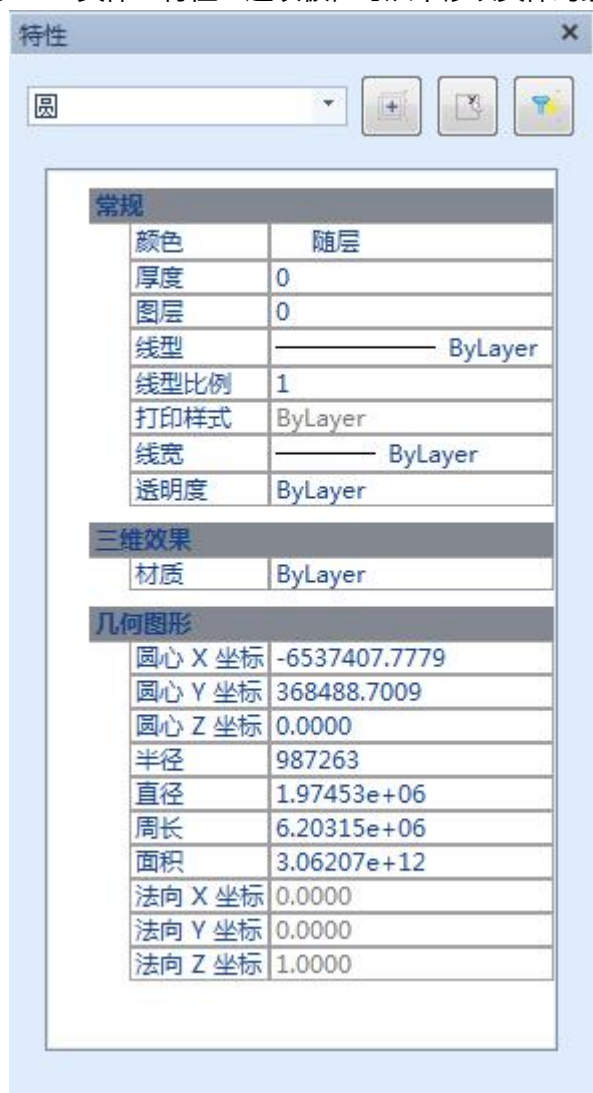 特性
圆
常规
颜色 随层
厚度 0
图层 0
线型 ByLayer
线型比例 1
打印样式 ByLayer
线宽 ByLayer
透明度 ByLayer
三维效果
材质 ByLayer
几何图形
圆心 X 坐标 -6537407.7779
圆心 Y 坐标 368488.7009
圆心 Z 坐标 0.0000
半径 987263
直径 1.97453e+06
周长 6.20315e+06
面积 3.06207e+12
法向 X 坐标 0.0000
法向 Y 坐标 0.0000
法向 Z 坐标 1.0000